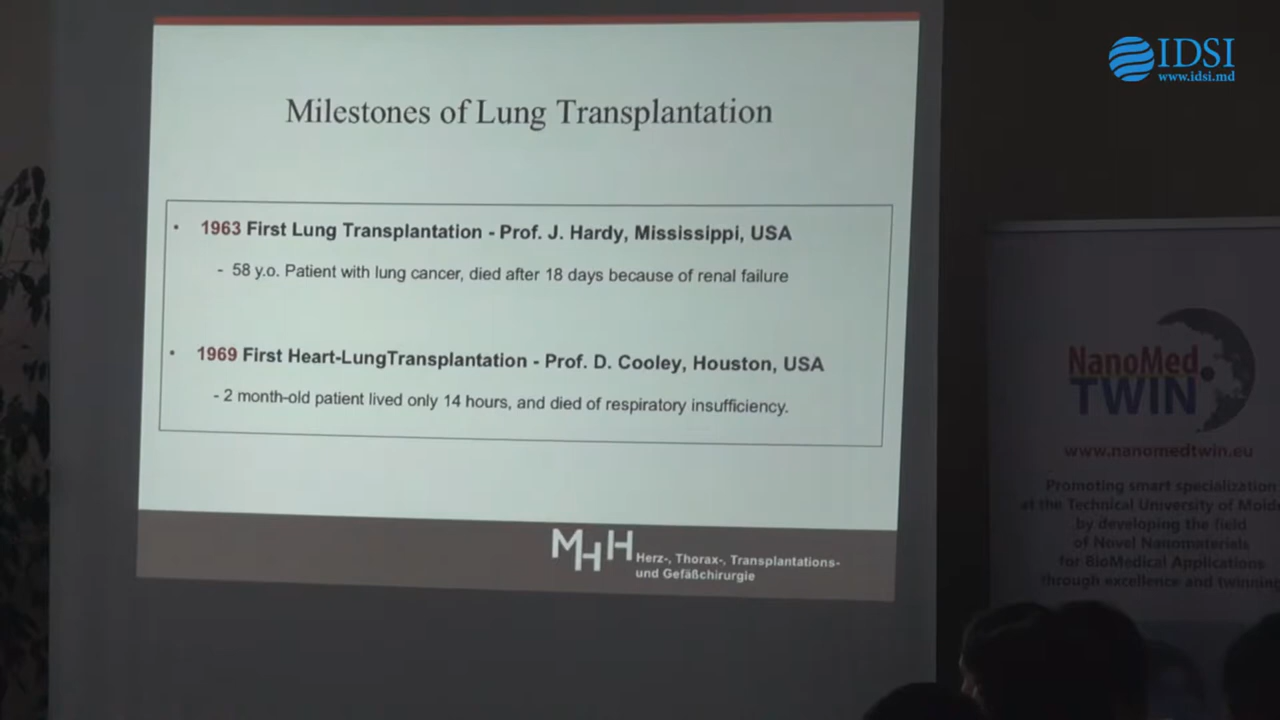 IDSI
www.idsi.md
Milestones of Lung Transplantation
• 1963 First Lung Transplantation - Prof. J. Hardy, Mississippi, USA
- 58 y.o. Patient with lung cancer, died after 18 days because of renal failure
• 1969 First Heart-LungTransplantation - Prof. D. Cooley, Houston, USA
- 2 month-old patient lived only 14 hours, and died of respiratory insufficiency.
MHH
Herz-, Thorax-, Transplantations-
und Gefäßchirurgie
NanoMed
TWIN
www.nanomedtwin.eu
Promoting smart specialization
at the Technical University of Mold
by developing the field
of Novel Nanomaterials
for BioMedical Applications
through excellence and twinning